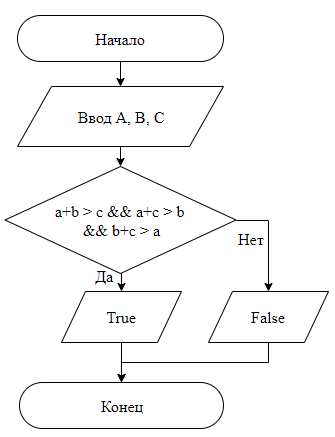 Начало
Ввод A, B, C
a+b > c && a+c > b
&& b+c > a
Нет
Да
True
False
Конец